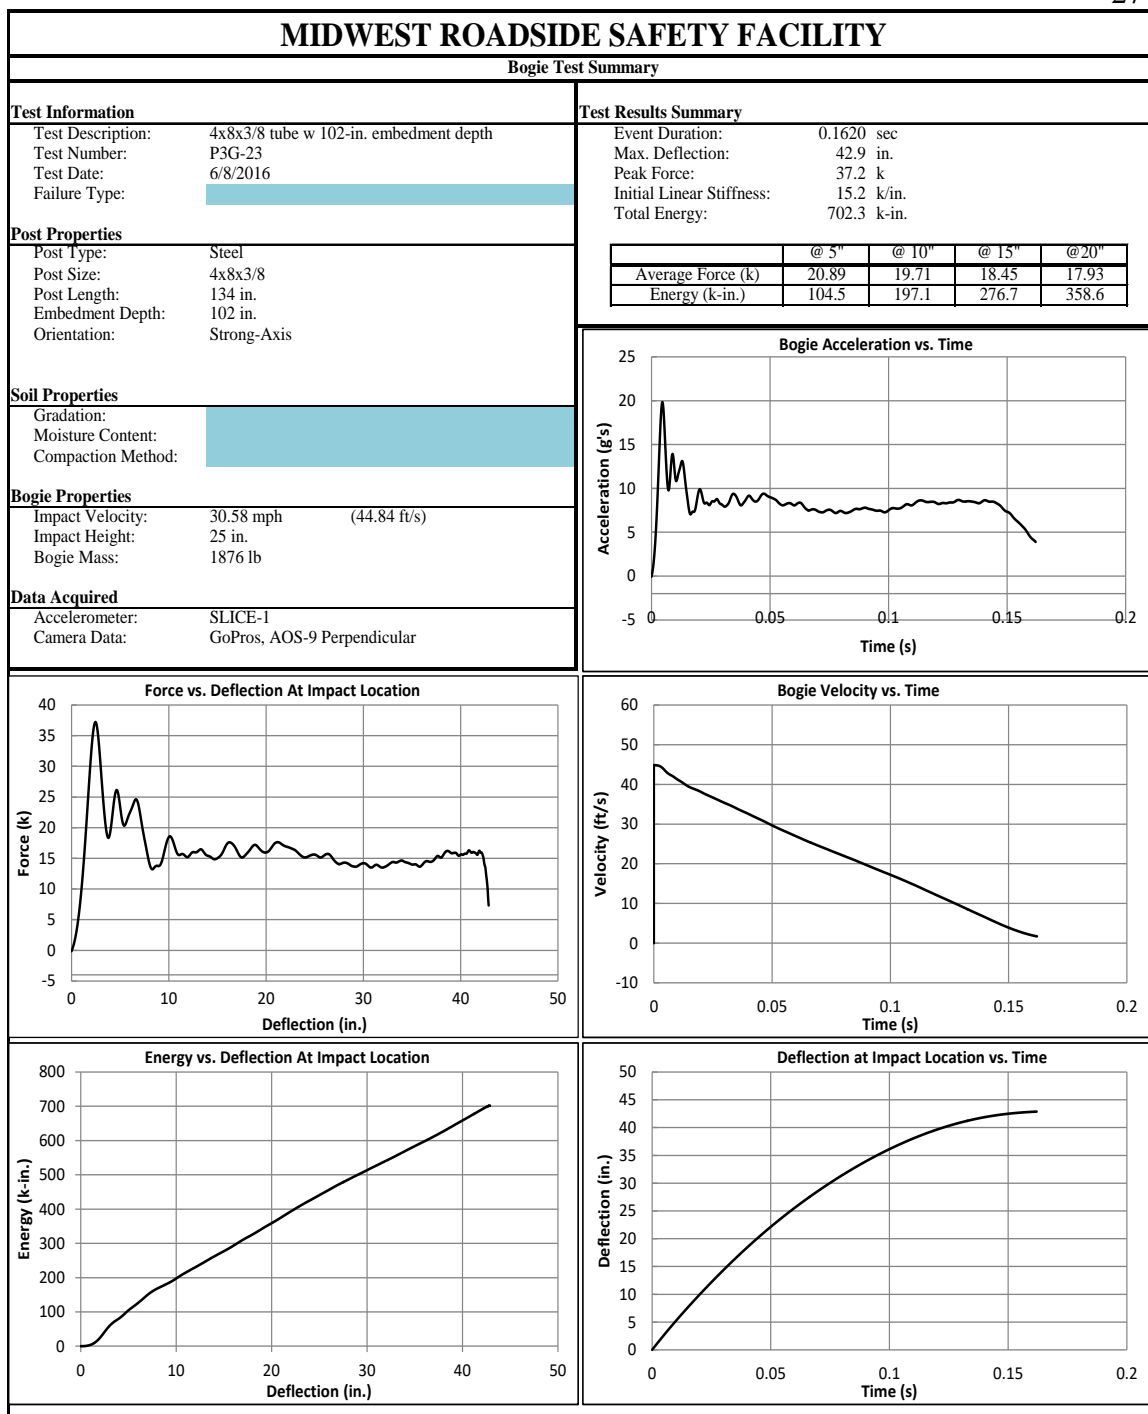 MIDWEST ROADSIDE SAFETY FACILITY
Bogie Test Summary
Test Information
Test Description: 4x8x3/8 tube w 102-in. embedment depth
Test Number: P3G-23
Test Date: 6/8/2016
Failure Type:
Post Properties
Post Type: Steel
Post Size: 4x8x3/8
Post Length: 134 in.
Embedment Depth: 102 in.
Orientation: Strong-Axis
Soil Properties
Gradation:
Moisture Content:
Compaction Method:
Bogie Properties
Impact Velocity: 30.58 mph (44.84 ft/s)
Impact Height: 25 in.
Bogie Mass: 1876 lb
Data Acquired
Accelerometer: SLICE-1
Camera Data: GoPros, AOS-9 Perpendicular
Test Results Summary
Event Duration: 0.1620 sec
Max. Deflection: 42.9 in.
Peak Force: 37.2 k
Initial Linear Stiffness: 15.2 k/in.
Total Energy: 702.3 k-in.
@ 5" @ 10" @ 15" @20"
Average Force (k) 20.89 19.71 18.45 17.93
Energy (k-in.) 104.5 197.1 276.7 358.6
Bogie Acceleration vs. Time
Acceleration (g's)
25
20
15
10
5
0
-5
0 0.05 0.1 0.15 0.2
Time (s)
Force vs. Deflection At Impact Location
Force (k)
40
35
30
25
20
15
10
5
0
-5
0 10 20 30 40 50
Deflection (in.)
Bogie Velocity vs. Time
Velocity (ft/s)
60
50
40
30
20
10
0
-10
0 0.05 0.1 0.15 0.2
Time (s)
Energy vs. Deflection At Impact Location
Energy (k-in.)
800
700
600
500
400
300
200
100
0
0 10 20 30 40 50
Deflection (in.)
Deflection at Impact Location vs. Time
Deflection (in.)
50
45
40
35
30
25
20
15
10
5
0
0 0.05 0.1 0.15 0.2
Time (s)